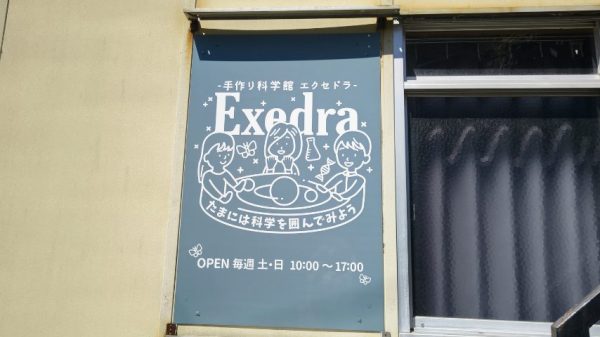 -手作り科学館 エクセドラ-
Exedra
たまには科学を囲んでみよう
OPEN 毎週 土・日 10:00 〜 17:00